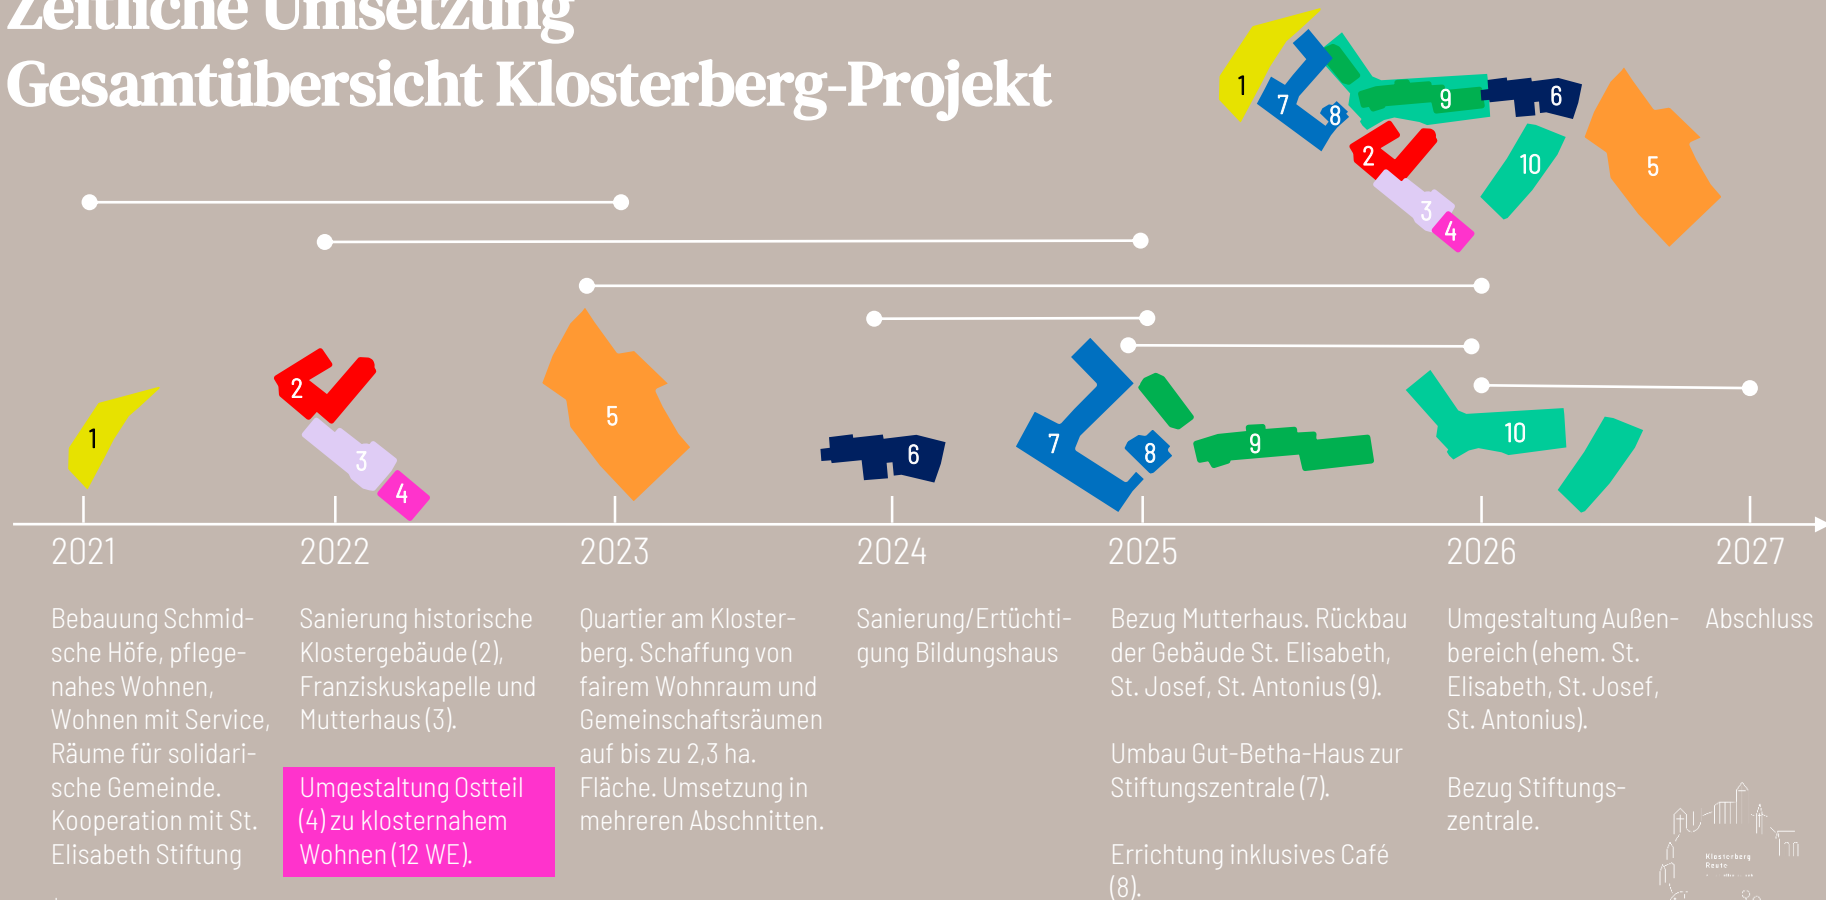 Zeitliche Umsetzung
Gesamtübersicht Klosterberg-Projekt
1
7
8
9
6
2
10
5
3
4
1
2
3
4
5
6
7
8
9
10
2021
2022
2023
2024
2025
2026
2027
Bebauung Schmid-
sche Höfe, pflege-
nahes Wohnen,
Wohnen mit Service,
Räume für solidari-
sche Gemeinde.
Kooperation mit St.
Elisabeth Stiftung
Sanierung historische
Klostergebäude (2),
Franziskuskapelle und
Mutterhaus (3).
Umgestaltung Ostteil
(4) zu klosternahem
Wohnen (12 WE).
Quartier am Kloster-
berg. Schaffung von
fairem Wohnraum und
Gemeinschaftsräumen
auf bis zu 2,3 ha.
Fläche. Umsetzung in
mehreren Abschnitten.
Sanierung/Ertüchti-
gung Bildungshaus
Bezug Mutterhaus. Rückbau
der Gebäude St. Elisabeth,
St. Josef, St. Antonius (9).
Umbau Gut-Betha-Haus zur
Stiftungszentrale (7).
Errichtung inklusives Café
(8).
Umgestaltung Außen-
bereich (ehem. St.
Elisabeth, St. Josef,
St. Antonius).
Bezug Stiftungs-
zentrale.
Abschluss
Klosterberg
Reute